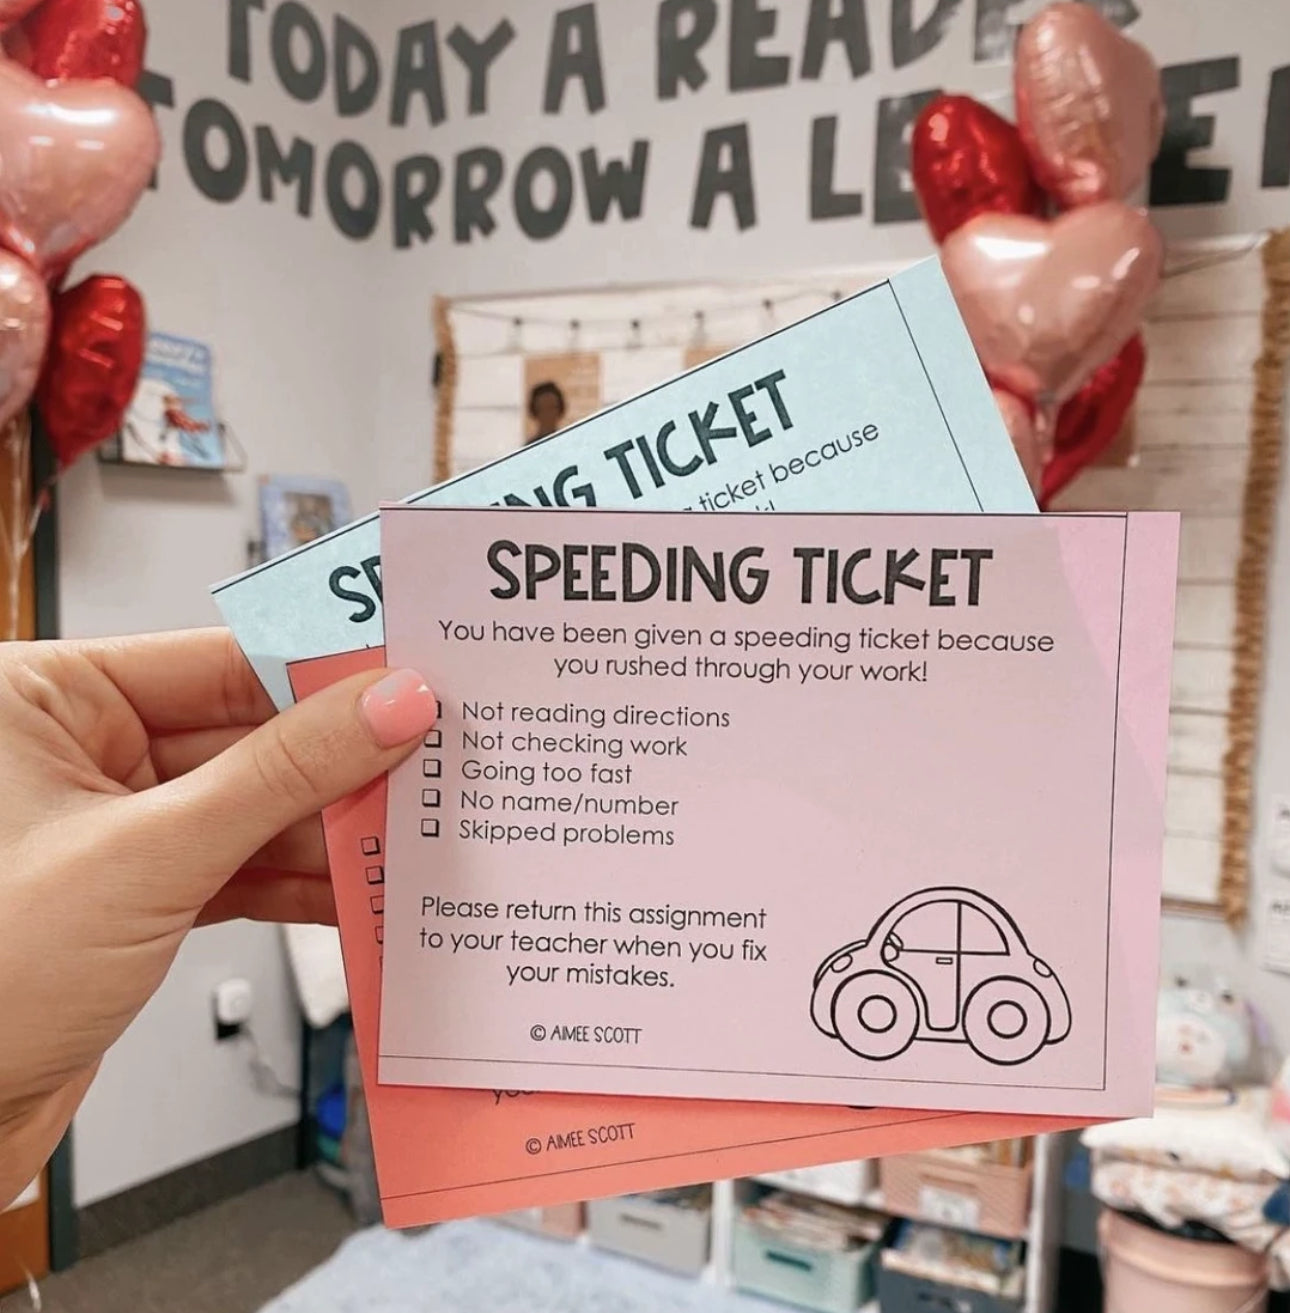 TODAY A READE
TOMORROW A LE E
NG TICKET
ticket because
SPEEDING TICKET
You have been given a speeding ticket because
you rushed through your work!
Not reading directions
Not checking work
Going too fast
No name/number
Skipped problems
Please return this assignment
to your teacher when you fix
your mistakes.
© AIMEE SCOTT
© AIMEE SCOTT